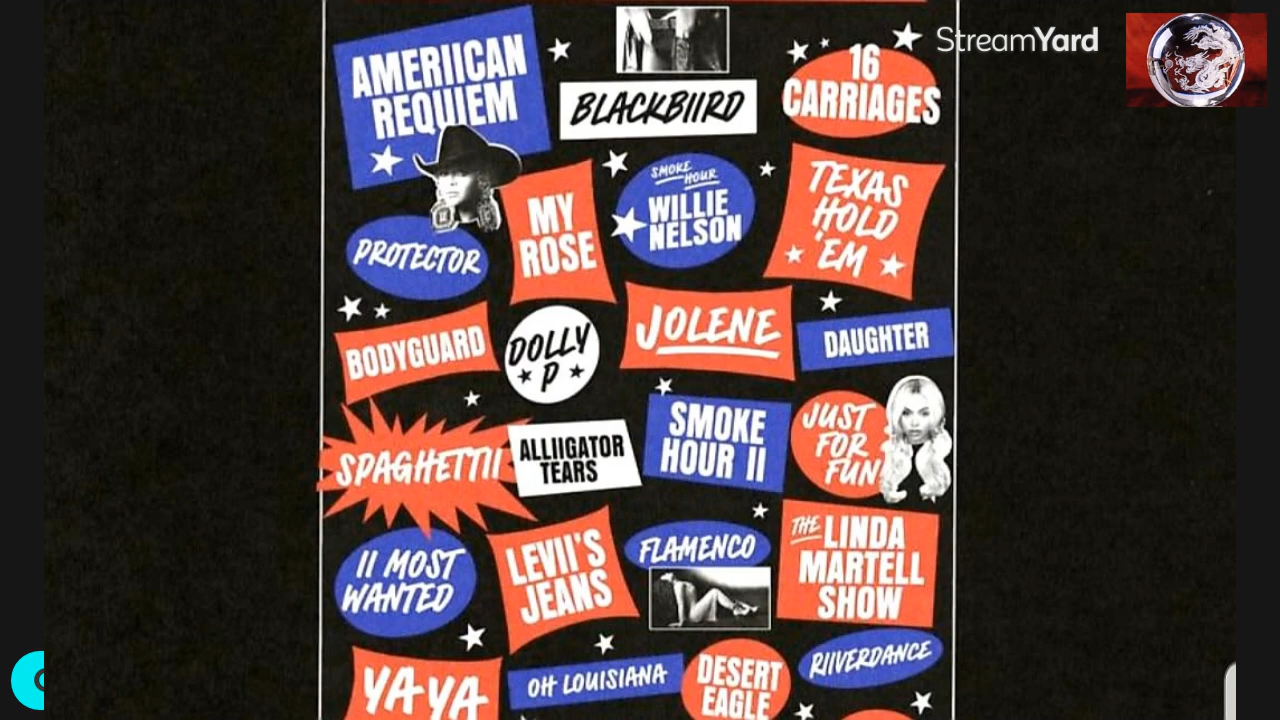 StreamYard
AMERIICAN
REQUIEM
BLACKBIIRD
16
CARRIAGES
PROTECTOR
MY
ROSE
SMOKE
HOUR
WILLIE
NELSON
TEXAS
HOLD
'EM
BODYGUARD
DOLLY
P
JOLENE
DAUGHTER
SPAGHETTII
ALLIIGATOR
TEARS
SMOKE
HOUR II
JUST
FOR
FUN
II MOST
WANTED
LEVII'S
JEANS
FLAMENCO
THE LINDA
MARTELL
SHOW
YA YA
OH LOUISIANA
DESERT
EAGLE
RIIVERDANCE